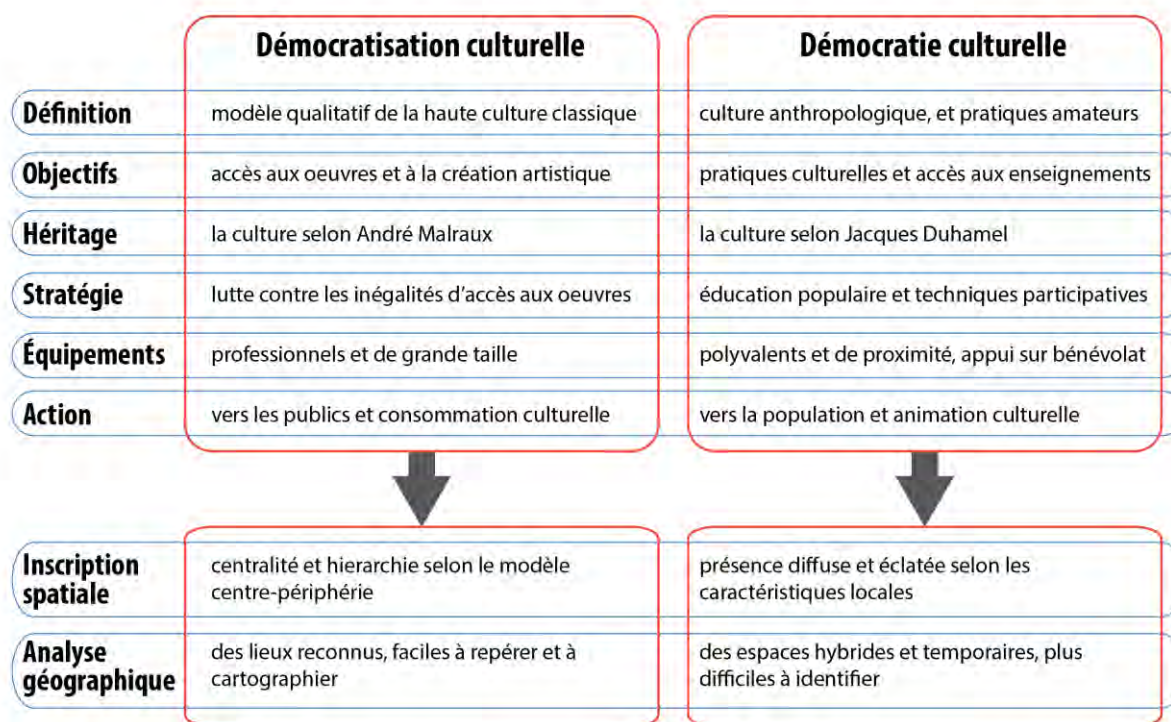 Démocratisation culturelle
Démocratie culturelle
Définition
modèle qualitatif de la haute culture classique
culture anthropologique, et pratiques amateurs
Objectifs
accès aux oeuvres et à la création artistique
pratiques culturelles et accès aux enseignements
Héritage
la culture selon André Malraux
la culture selon Jacques Duhamel
Stratégie
lutte contre les inégalités d’accès aux oeuvres
éducation populaire et techniques participatives
Équipements
professionnels et de grande taille
polyvalents et de proximité, appui sur bénévolat
Action
vers les publics et consommation culturelle
vers la population et animation culturelle
Inscription
spatiale
centralité et hierarchie selon le modèle
centre-périphérie
présence diffuse et éclatée selon les
caractéristiques locales
Analyse
géographique
des lieux reconnus, faciles à repérer et à
cartographier
des espaces hybrides et temporaires, plus
difficiles à identifier